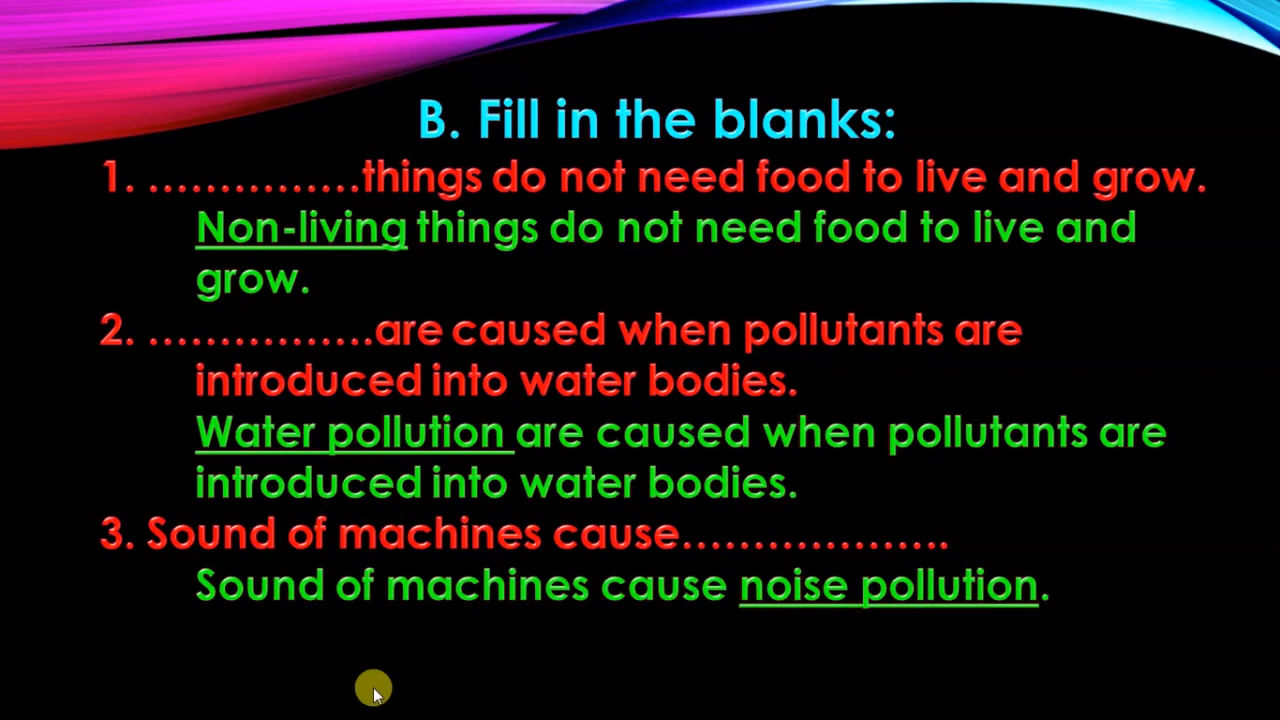 B. Fill in the blanks:
1. ……………things do not need food to live and grow.
Non-living things do not need food to live and
grow.
2. …………….are caused when pollutants are
introduced into water bodies.
Water pollution are caused when pollutants are
introduced into water bodies.
3. Sound of machines cause……………….
Sound of machines cause noise pollution.